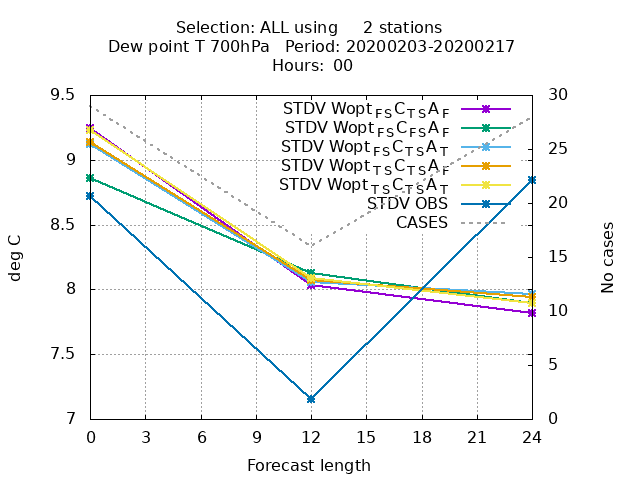 Selection: ALL using     2 stations
Dew point T 700hPa   Period: 20200203-20200217
Hours:  00
9.5
9
8.5
8
7.5
7
deg C
STDV Wopt_FS C_TS A_F
STDV Wopt_FS C_FS A_F
STDV Wopt_FS C_TS A_T
STDV Wopt_TS C_TS A_F
STDV Wopt_TS C_TS A_T
STDV OBS
CASES
30
25
20
15
10
5
0
No cases
0 3 6 9 12 15 18 21 24
Forecast length